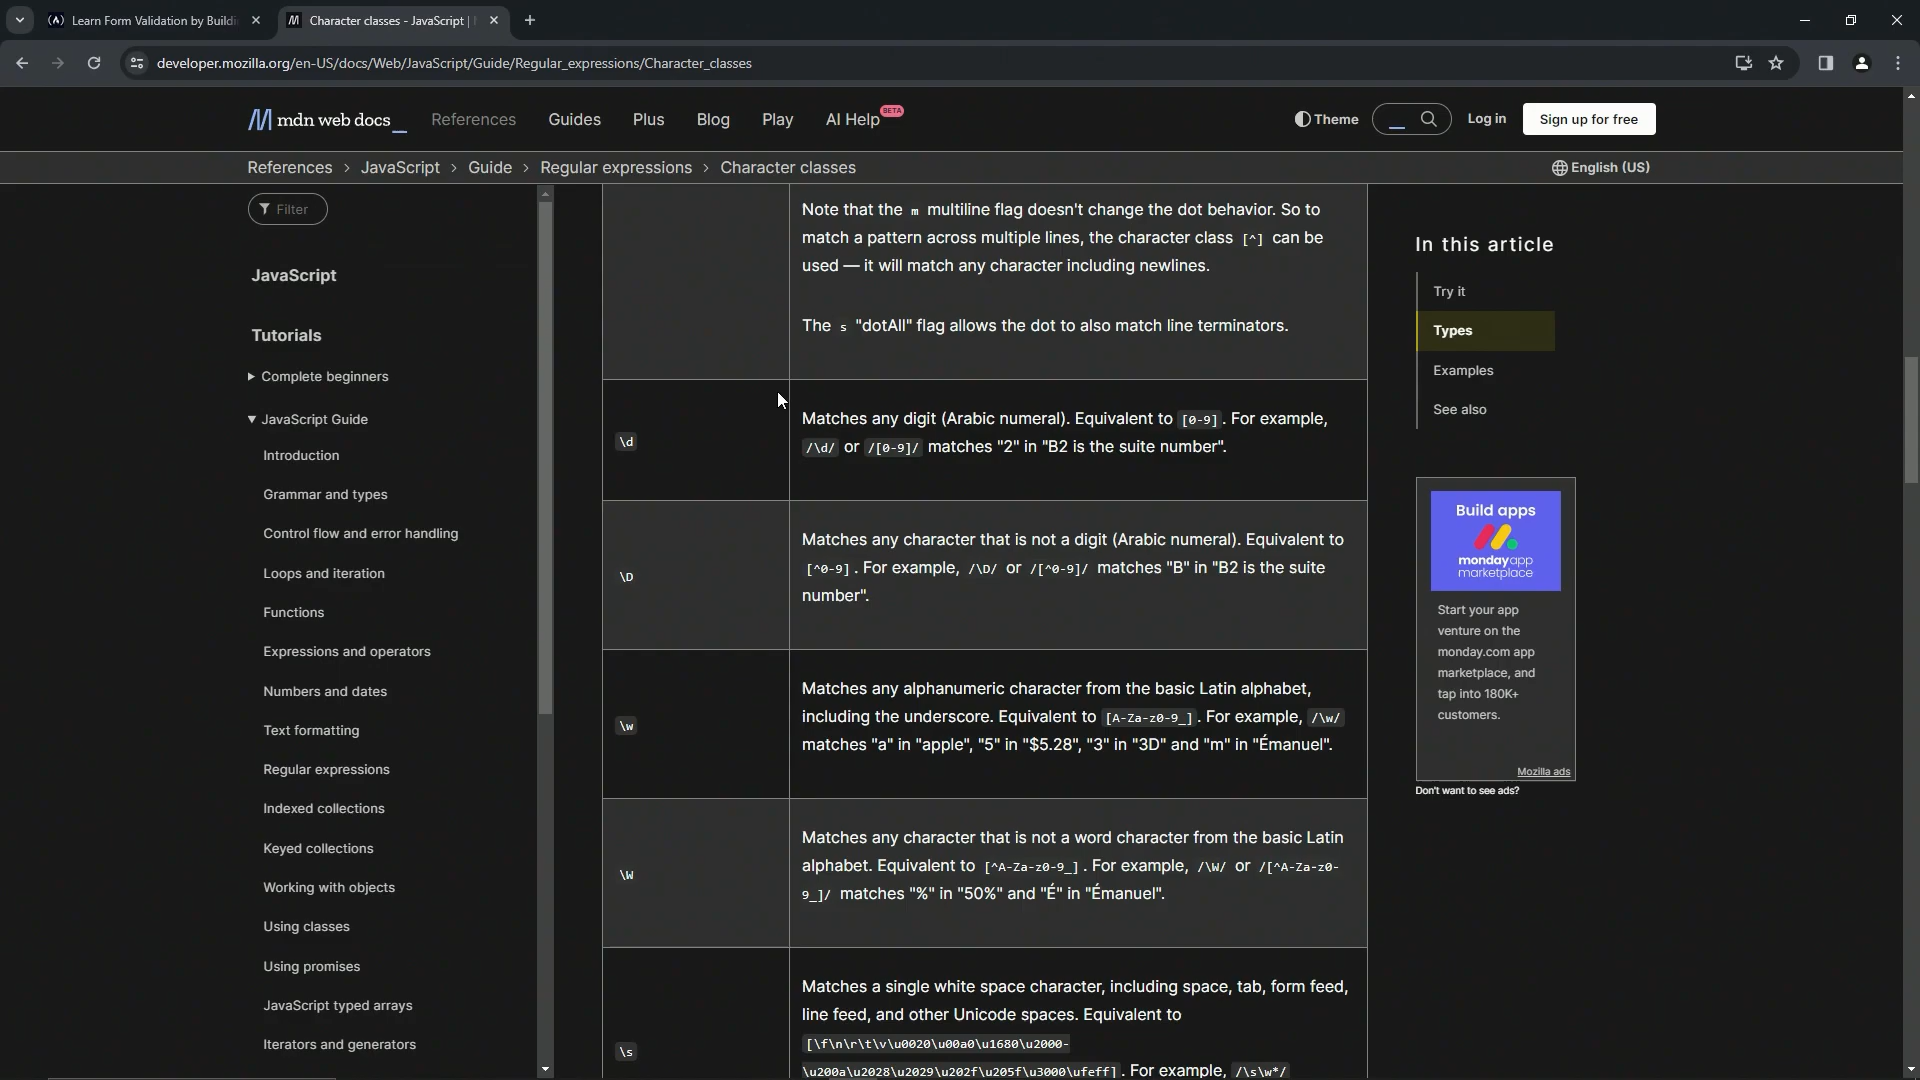 Learn Form Validation by Buildi
Character classes - JavaScript |
developer.mozilla.org/en-US/docs/Web/JavaScript/Guide/Regular_expressions/Character_classes
mdn web docs_
References
Guides
Plus
Blog
Play
AI Help
BETA
Theme
Log in
Sign up for free
References > JavaScript > Guide > Regular expressions > Character classes
English (US)
Filter
JavaScript
Tutorials
Complete beginners
JavaScript Guide
Introduction
Grammar and types
Control flow and error handling
Loops and iteration
Functions
Expressions and operators
Numbers and dates
Text formatting
Regular expressions
Indexed collections
Keyed collections
Working with objects
Using classes
Using promises
JavaScript typed arrays
Iterators and generators
Note that the m multiline flag doesn't change the dot behavior. So to
match a pattern across multiple lines, the character class [^] can be
used — it will match any character including newlines.
The s "dotAll" flag allows the dot to also match line terminators.
\d
Matches any digit (Arabic numeral). Equivalent to [0-9]. For example,
/\d/ or /[0-9]/ matches "2" in "B2 is the suite number".
\D
Matches any character that is not a digit (Arabic numeral). Equivalent to
[^0-9]. For example, /\D/ or /[^0-9]/ matches "B" in "B2 is the suite
number".
\w
Matches any alphanumeric character from the basic Latin alphabet,
including the underscore. Equivalent to [A-Za-z0-9_]. For example, /\w/
matches "a" in "apple", "5" in "$5.28", "3" in "3D" and "m" in "Émanuel".
\W
Matches any character that is not a word character from the basic Latin
alphabet. Equivalent to [^A-Za-z0-9_]. For example, /\W/ or /[^A-Za-z0-
9_]/ matches "%" in "50%" and "É" in "Émanuel".
\s
Matches a single white space character, including space, tab, form feed,
line feed, and other Unicode spaces. Equivalent to
[\f\n\r\t\v\u0020\u00a0\u1680\u2000-
\u200a\u2028\u2029\u202f\u205f\u3000\ufeff]. For example, /\s\w*/
In this article
Try it
Types
Examples
See also
Build apps
monday app
marketplace
Start your app
venture on the
monday.com app
marketplace, and
tap into 180K+
customers.
Mozilla ads
Don't want to see ads?